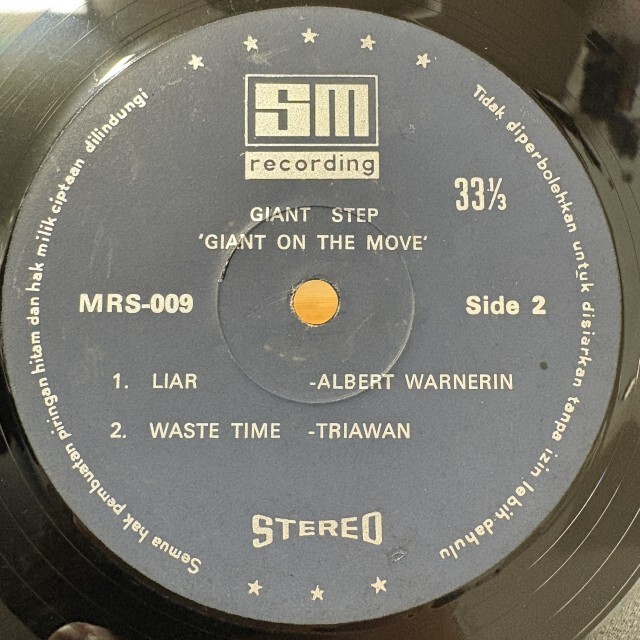 SM
recording
33⅓
GIANT STEP
'GIANT ON THE MOVE'
MRS-009
Side 2
1. LIAR -ALBERT WARNERIN
2. WASTE TIME -TRIAWAN
STEREO
Semua hak pembuatan piringan hitam dan hak milik ciptaan dilindungi
Tidak diperbolehkan untuk disiarkan tanpa izin lebih dahulu